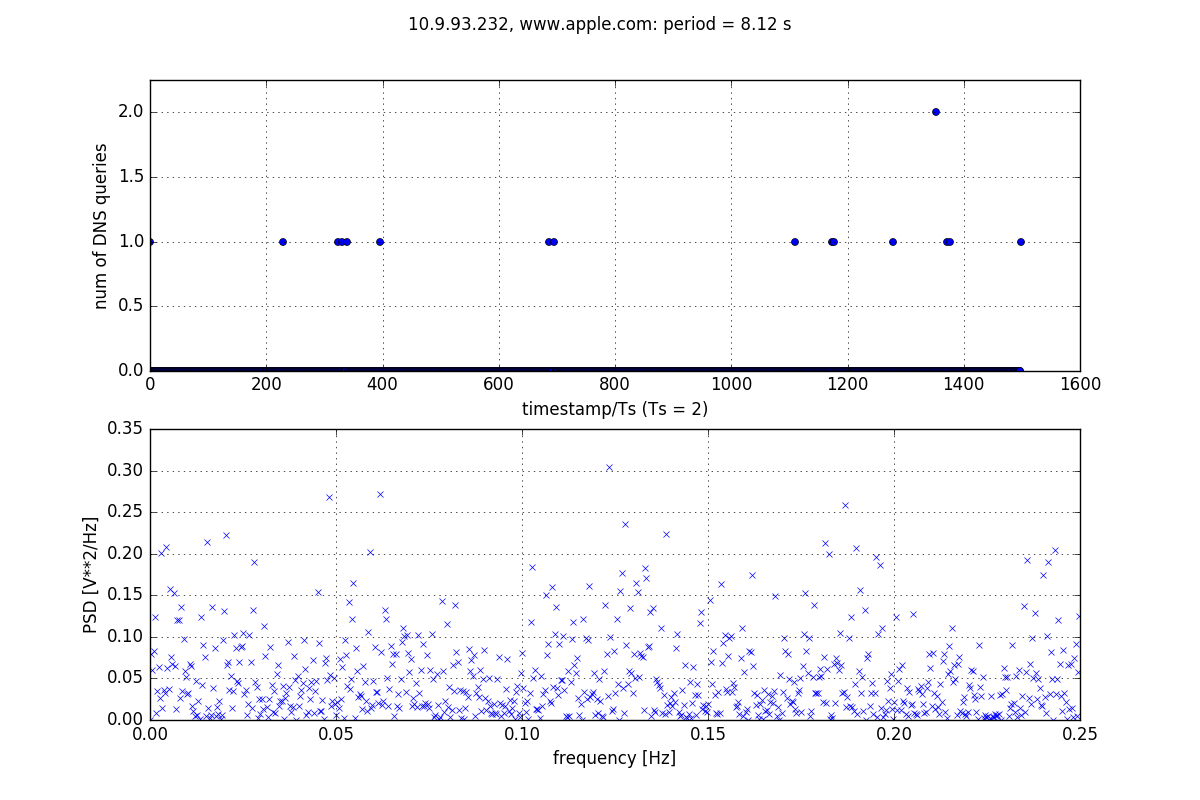 10.9.93.232, www.apple.com: period = 8.12 s
2.0
1.5
1.0
0.5
0.0
num of DNS queries
0 200 400 600 800 1000 1200 1400 1600
timestamp/Ts (Ts = 2)
0.35
0.30
0.25
0.20
0.15
0.10
0.05
0.00
PSD [V**2/Hz]
0.00 0.05 0.10 0.15 0.20 0.25
frequency [Hz]